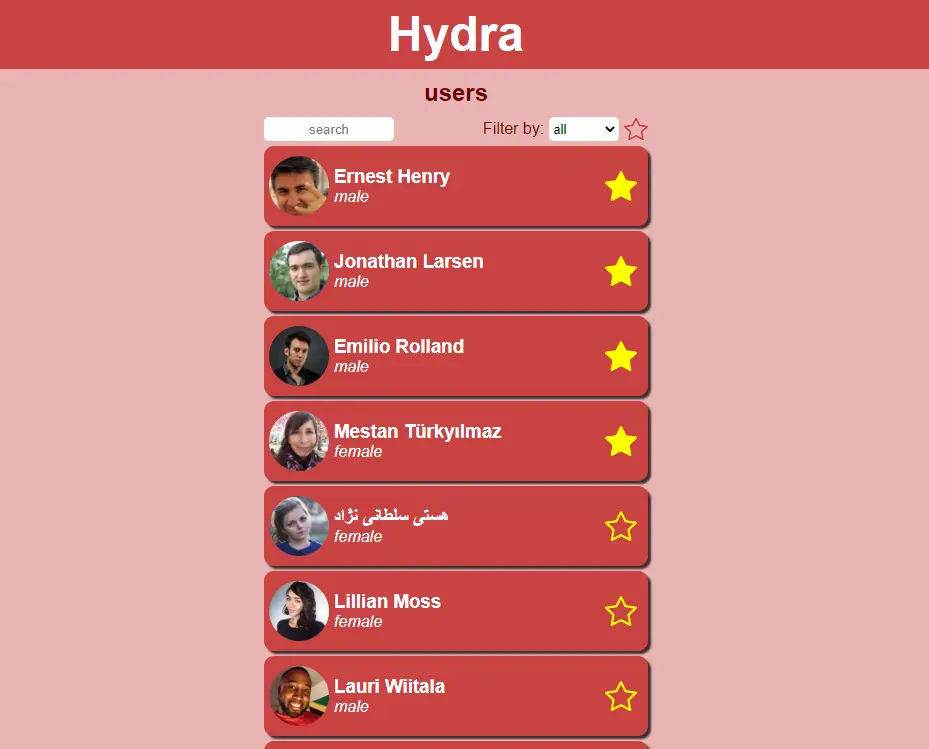 Hydra
users
search
Filter by: all
Ernest Henry
male
Jonathan Larsen
male
Emilio Rolland
male
Mestan Türkyılmaz
female
هستی سلطانی نژاد
female
Lillian Moss
female
Lauri Wiitala
male